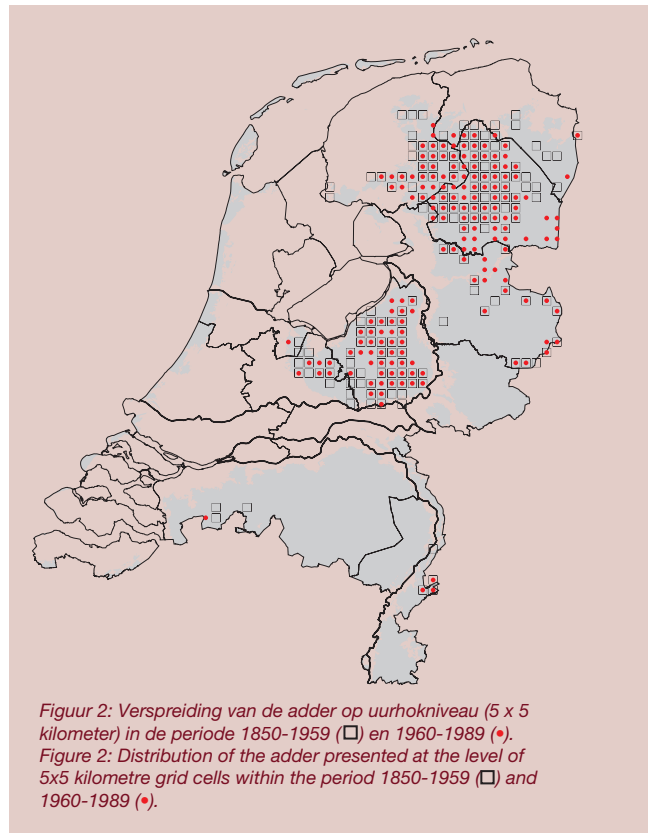 Figuur 2: Verspreiding van de adder op uurhokniveau (5 x 5
kilometer) in de periode 1850-1959 (□) en 1960-1989 (•).
Figure 2: Distribution of the adder presented at the level of
5x5 kilometre grid cells within the period 1850-1959 (□) and
1960-1989 (•).